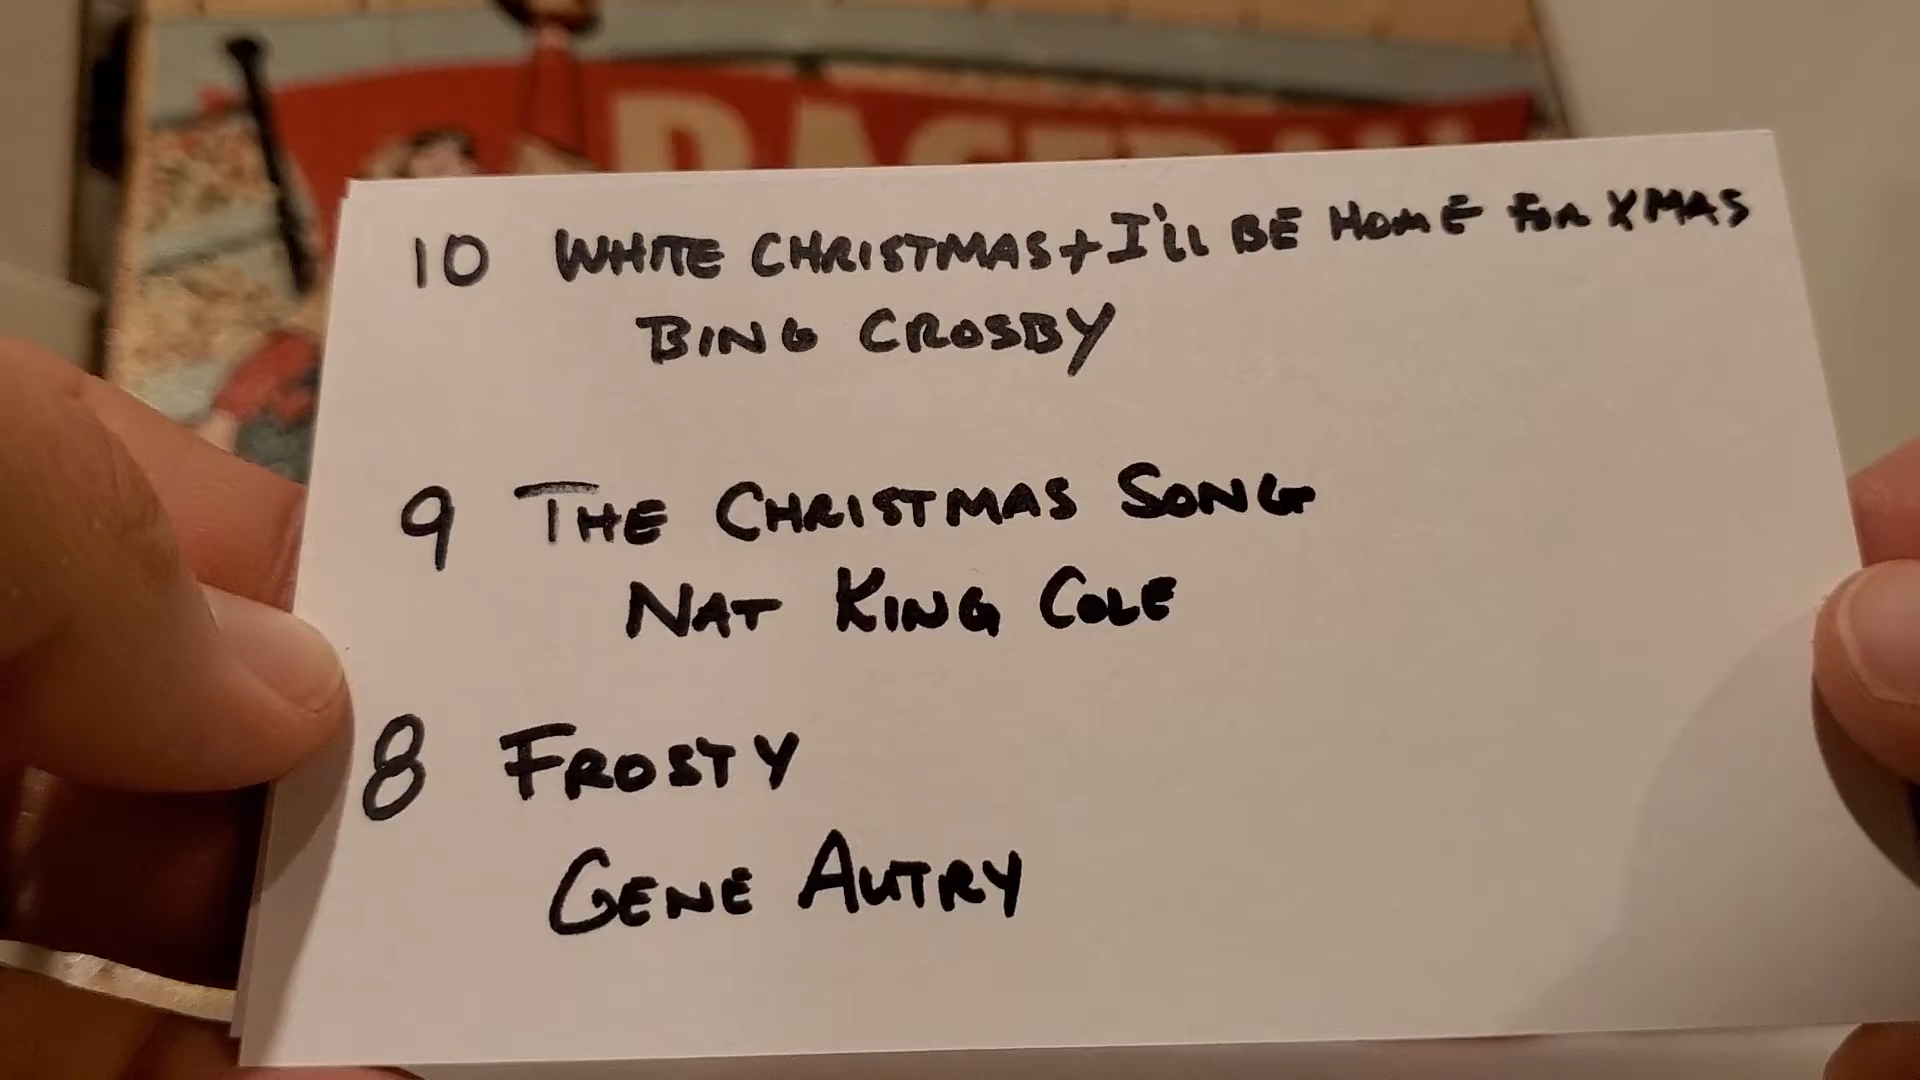 10 WHITE CHRISTMAS + I'LL BE HOME FOR XMAS
BING CROSBY
9 THE CHRISTMAS SONG
NAT KING COLE
8 FROSTY
GENE AUTRY